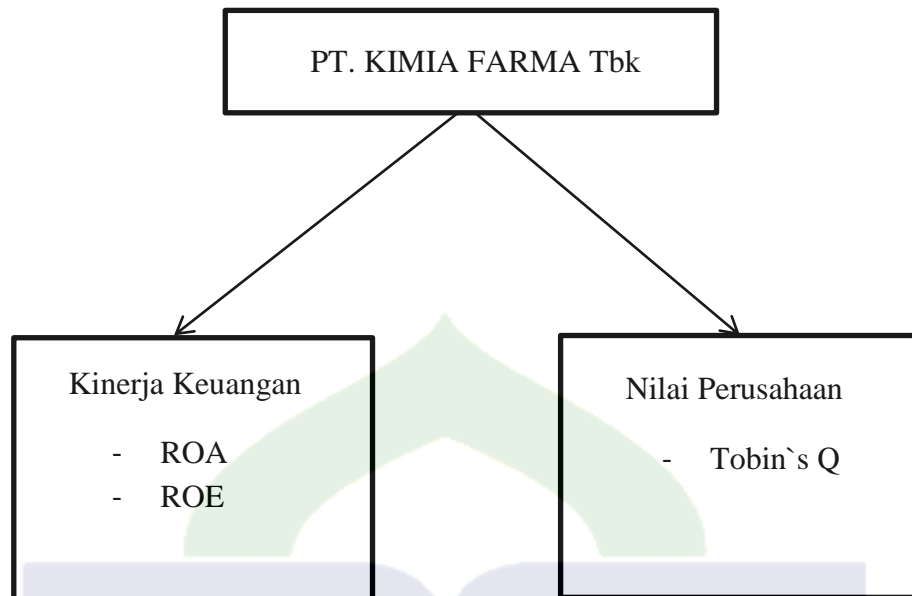 PT. KIMIA FARMA Tbk
Kinerja Keuangan
- ROA
- ROE
Nilai Perusahaan
- Tobin`s Q